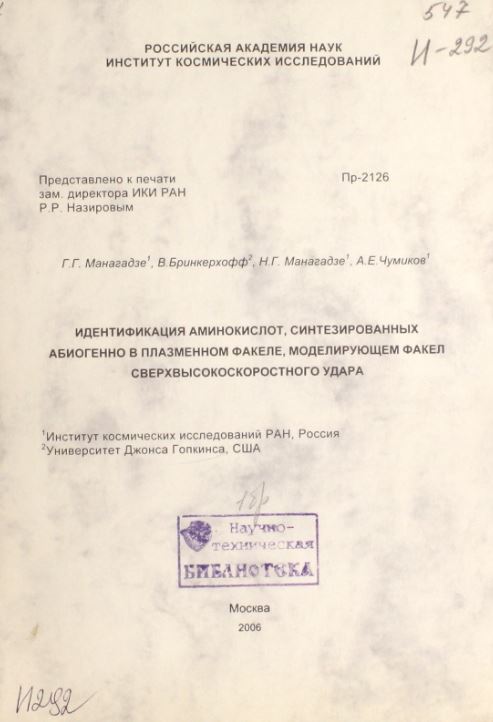 547
И-292
РОССИЙСКАЯ АКАДЕМИЯ НАУК
ИНСТИТУТ КОСМИЧЕСКИХ ИССЛЕДОВАНИЙ
Представлено к печати
зам. директора ИКИ РАН
Р.Р. Назировым
Пр-2126
Г.Г. Манагадзе¹, В.Бринкерхофф², Н.Г. Манагадзе¹, А.Е.Чумиков¹
ИДЕНТИФИКАЦИЯ АМИНОКИСЛОТ, СИНТЕЗИРОВАННЫХ
АБИОГЕННО В ПЛАЗМЕННОМ ФАКЕЛЕ, МОДЕЛИРУЮЩЕМ ФАКЕЛ
СВЕРХВЫСОКОСКОРОСТНОГО УДАРА
¹Институт космических исследований РАН, Россия
²Университет Джонса Гопкинса, США
Научно-
техническая
БИБЛИОТЕКА
Москва
2006
И292